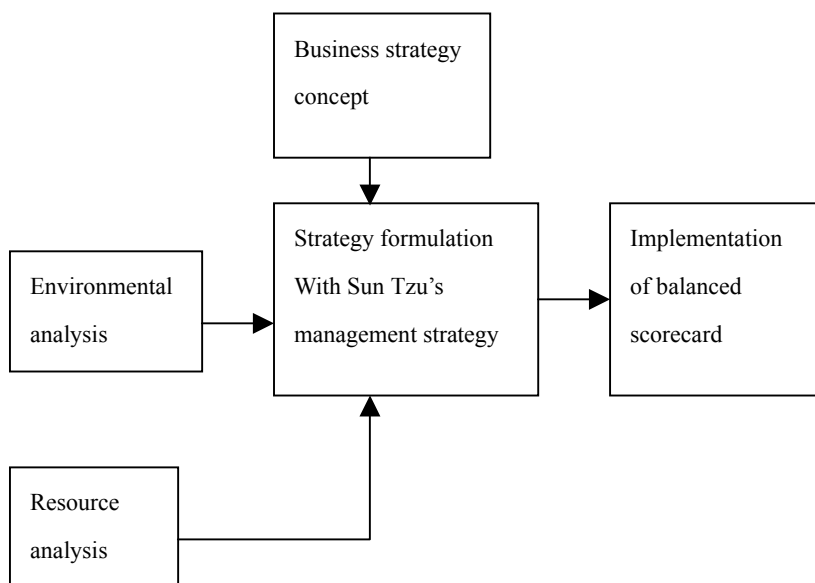 Business strategy
concept
Strategy formulation
With Sun Tzu’s
management strategy
Implementation
of balanced
scorecard
Environmental
analysis
Resource
analysis